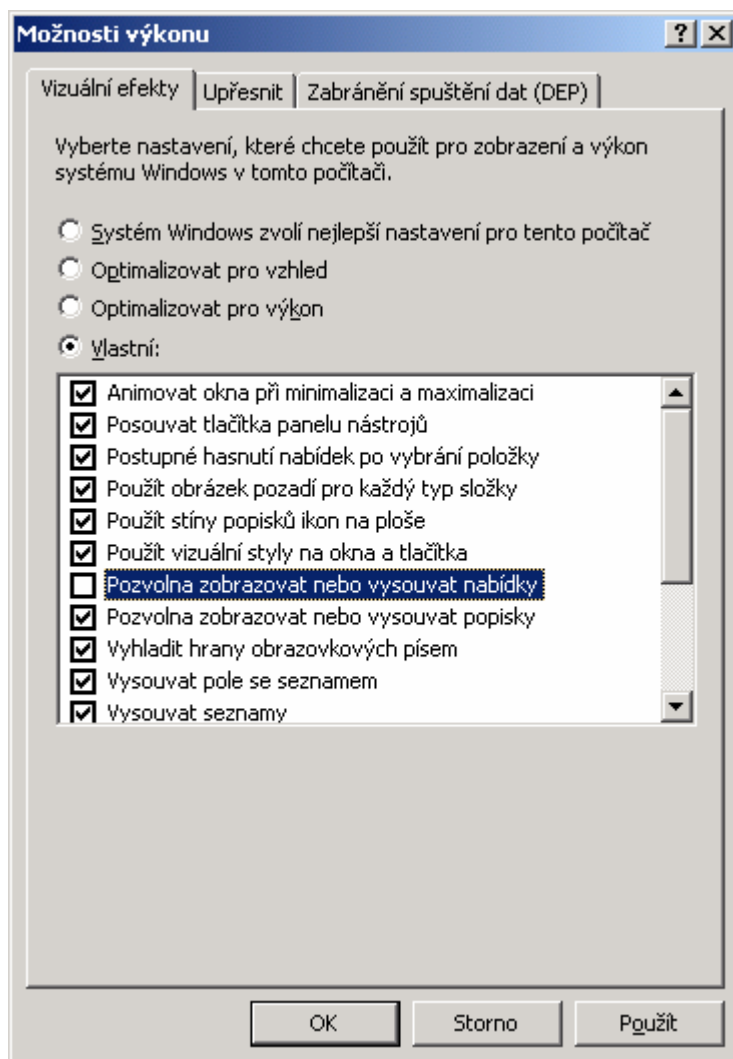 Možnosti výkonu
Vizuální efekty
Upřesnit
Zabránění spuštění dat (DEP)
Vyberte nastavení, které chcete použít pro zobrazení a výkon
systému Windows v tomto počítači.
Systém Windows zvolí nejlepší nastavení pro tento počítač
Optimalizovat pro vzhled
Optimalizovat pro výkon
Vlastní:
Animovat okna při minimalizaci a maximalizaci
Posouvat tlačítka panelu nástrojů
Postupné hasnutí nabídek po vybrání položky
Použít obrázek pozadí pro každý typ složky
Použít stíny popisků ikon na ploše
Použít vizuální styly na okna a tlačítka
Pozvolna zobrazovat nebo vysouvat nabídky
Pozvolna zobrazovat nebo vysouvat popisky
Vyhladit hrany obrazovkových písem
Vysouvat pole se seznamem
Vysouvat seznamy
OK
Storno
Použít